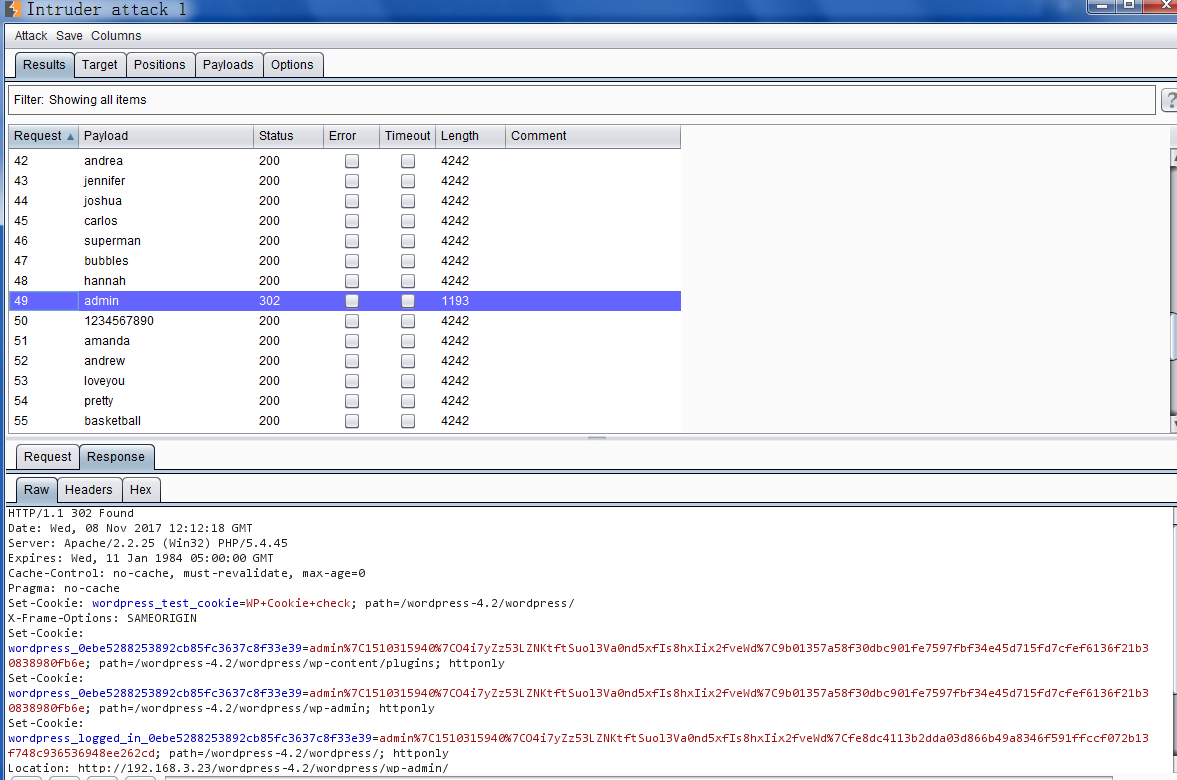 Intruder attack 1
Attack Save Columns
Results Target Positions Payloads Options
Filter: Showing all items ?
Request Payload Status Error Timeout Length Comment
42 andrea 200 4242
43 jennifer 200 4242
44 joshua 200 4242
45 carlos 200 4242
46 superman 200 4242
47 bubbles 200 4242
48 hannah 200 4242
49 admin 302 1193
50 1234567890 200 4242
51 amanda 200 4242
52 andrew 200 4242
53 loveyou 200 4242
54 pretty 200 4242
55 basketball 200 4242
Request Response
Raw Headers Hex
HTTP/1.1 302 Found
Date: Wed, 08 Nov 2017 12:12:18 GMT
Server: Apache/2.2.25 (Win32) PHP/5.4.45
Expires: Wed, 11 Jan 1984 05:00:00 GMT
Cache-Control: no-cache, must-revalidate, max-age=0
Pragma: no-cache
Set-Cookie: wordpress_test_cookie=WP+Cookie+check; path=/wordpress-4.2/wordpress/
X-Frame-Options: SAMEORIGIN
Set-Cookie:
wordpress_0ebe5288253892cb85fc3637c8f33e39=admin%7C1510315940%7CO4i7yZz53LZNKtftSuol3Va0nd5xfIs8hxIix2fveWd%7C9b01357a58f30dbc901fe7597fbf34e45d715fd7cfef6136f21b3
0838980fb6e; path=/wordpress-4.2/wordpress/wp-content/plugins; httponly
Set-Cookie:
wordpress_0ebe5288253892cb85fc3637c8f33e39=admin%7C1510315940%7CO4i7yZz53LZNKtftSuol3Va0nd5xfIs8hxIix2fveWd%7C9b01357a58f30dbc901fe7597fbf34e45d715fd7cfef6136f21b3
0838980fb6e; path=/wordpress-4.2/wordpress/wp-admin; httponly
Set-Cookie:
wordpress_logged_in_0ebe5288253892cb85fc3637c8f33e39=admin%7C1510315940%7CO4i7yZz53LZNKtftSuol3Va0nd5xfIs8hxIix2fveWd%7Cfe8dc4113b2dda03d866b49a8346f591ffccf072b13
f748c936536948ee262cd; path=/wordpress-4.2/wordpress/; httponly
Location: http://192.168.3.23/wordpress-4.2/wordpress/wp-admin/